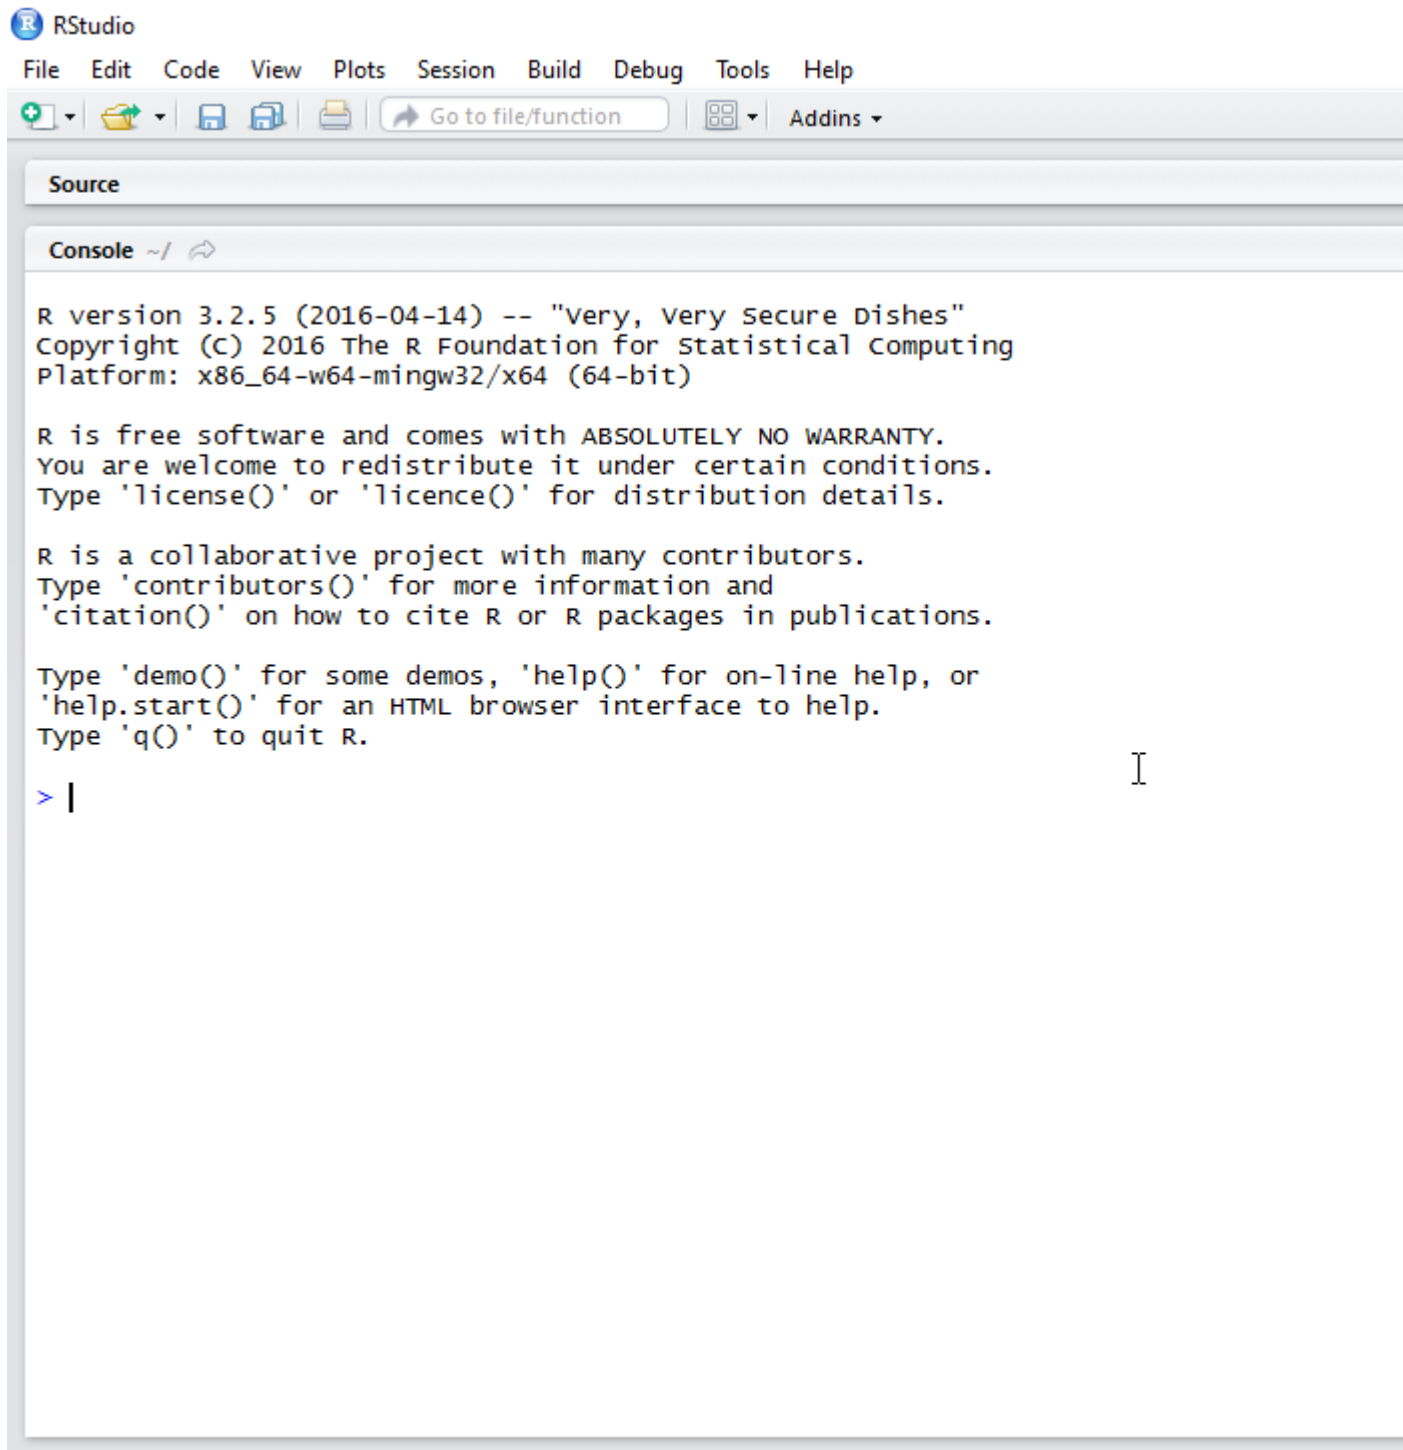 RStudio
File Edit Code View Plots Session Build Debug Tools Help
Go to file/function Addins
Source
Console ~/
R version 3.2.5 (2016-04-14) -- "Very, Very Secure Dishes"
Copyright (C) 2016 The R Foundation for Statistical Computing
Platform: x86_64-w64-mingw32/x64 (64-bit)
R is free software and comes with ABSOLUTELY NO WARRANTY.
You are welcome to redistribute it under certain conditions.
Type 'license()' or 'licence()' for distribution details.
R is a collaborative project with many contributors.
Type 'contributors()' for more information and
'citation()' on how to cite R or R packages in publications.
Type 'demo()' for some demos, 'help()' for on-line help, or
'help.start()' for an HTML browser interface to help.
Type 'q()' to quit R.
>